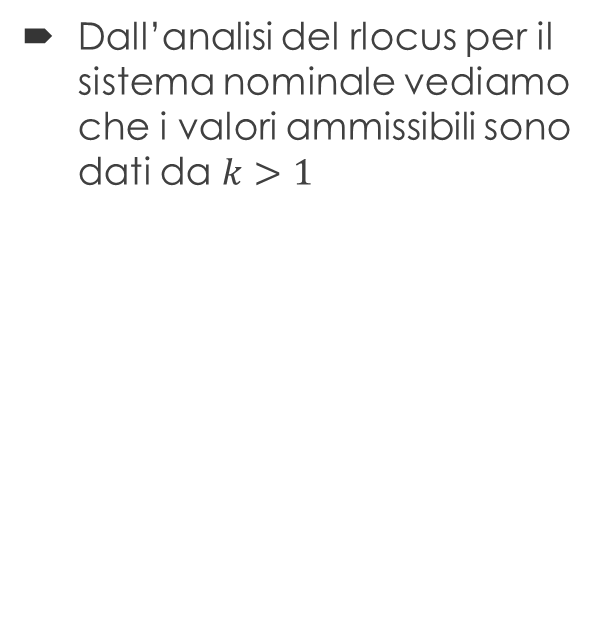 Dall'analisi del rlocus per il
sistema nominale vediamo
che i valori ammissibili sono
dati da k > 1